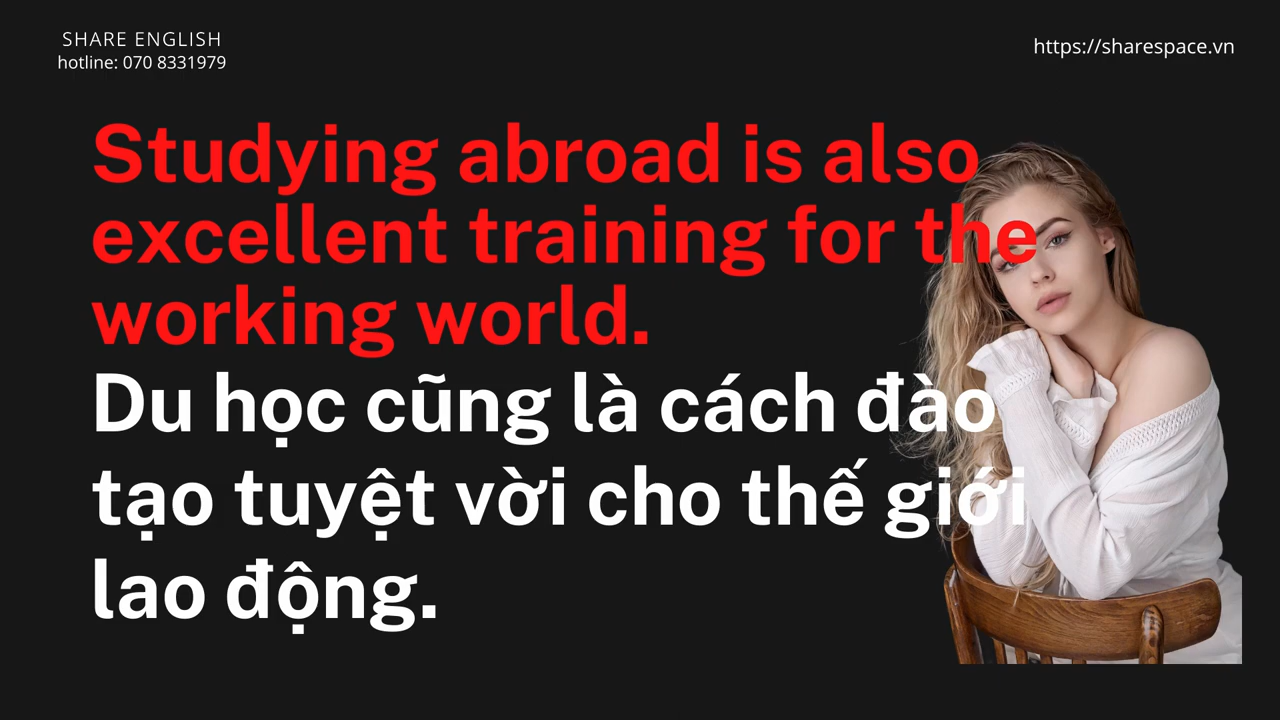 SHARE ENGLISH
hotline: 070 8331979
https://sharespace.vn
Studying abroad is also
excellent training for the
working world.
Du học cũng là cách đào
tạo tuyệt vời cho thế giới
lao động.